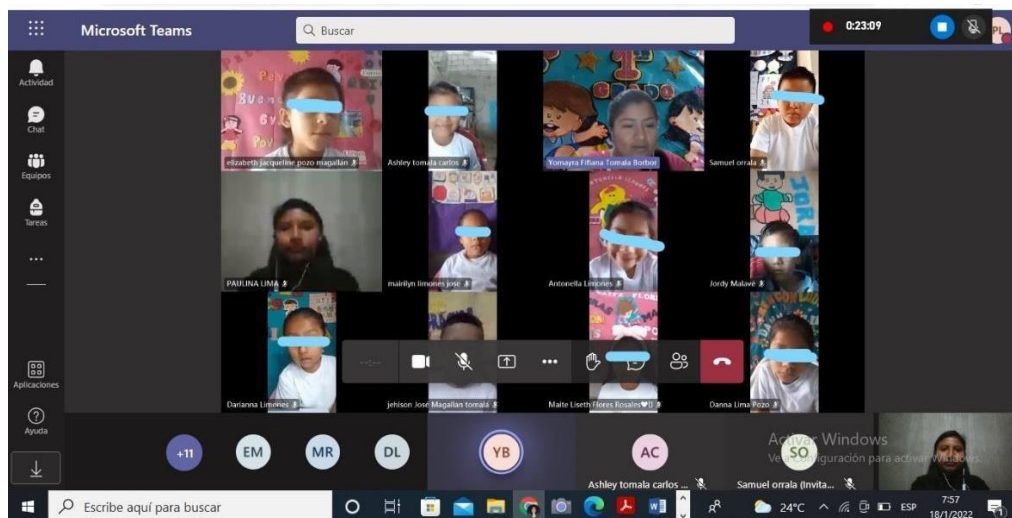 Microsoft Teams
Buscar
0:23:09
PL
Actividad
Chat
Equipos
Tareas
Aplicaciones
Ayuda
elizabeth jacqueline pozo magallan
Ashley tomala carlos
Yomayra Fifiana Tomala Borbor
Samuel orrala
PAULINA LIMA
mairilyn limones jose
Antonella Limones
Jordy Malavé
Darianna Limones
jehison Jose Magallan tomalá
Maite Liseth Flores Rosales♥
Danna Lima Pozo
GRADO
--:--
+11
EM
MR
DL
YB
AC
SO
Ashley tomala carlos ...
Samuel orrala (Invita...
Activar Windows
Escribe aquí para buscar
24°C
ESP
7:57
18/1/2022